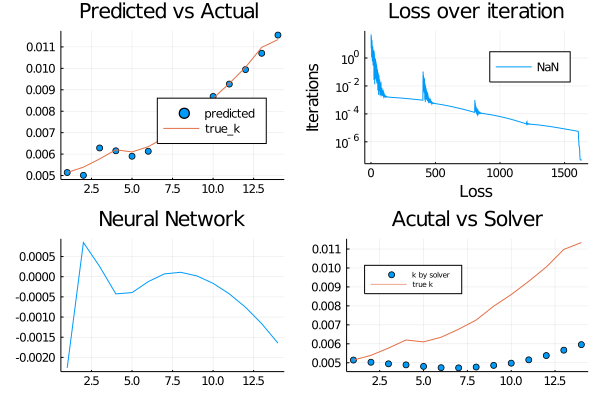 Predicted vs Actual
0.011
0.010
0.009
0.008
0.007
0.006
0.005
2.5 5.0 7.5 10.0 12.5
predicted
true_k
Loss over iteration
Iterations
10^0
10^-2
10^-4
10^-6
0 500 1000 1500
Loss
NaN
Neural Network
0.0005
0.0000
-0.0005
-0.0010
-0.0015
-0.0020
2.5 5.0 7.5 10.0 12.5
Acutal vs Solver
0.011
0.010
0.009
0.008
0.007
0.006
0.005
2.5 5.0 7.5 10.0 12.5
k by solver
true k